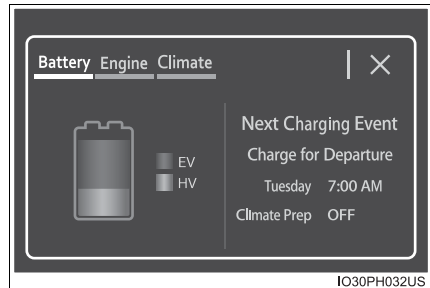 Battery Engine Climate
EV
HV
Next Charging Event
Charge for Departure
Tuesday 7:00 AM
Climate Prep OFF
IO30PH032US